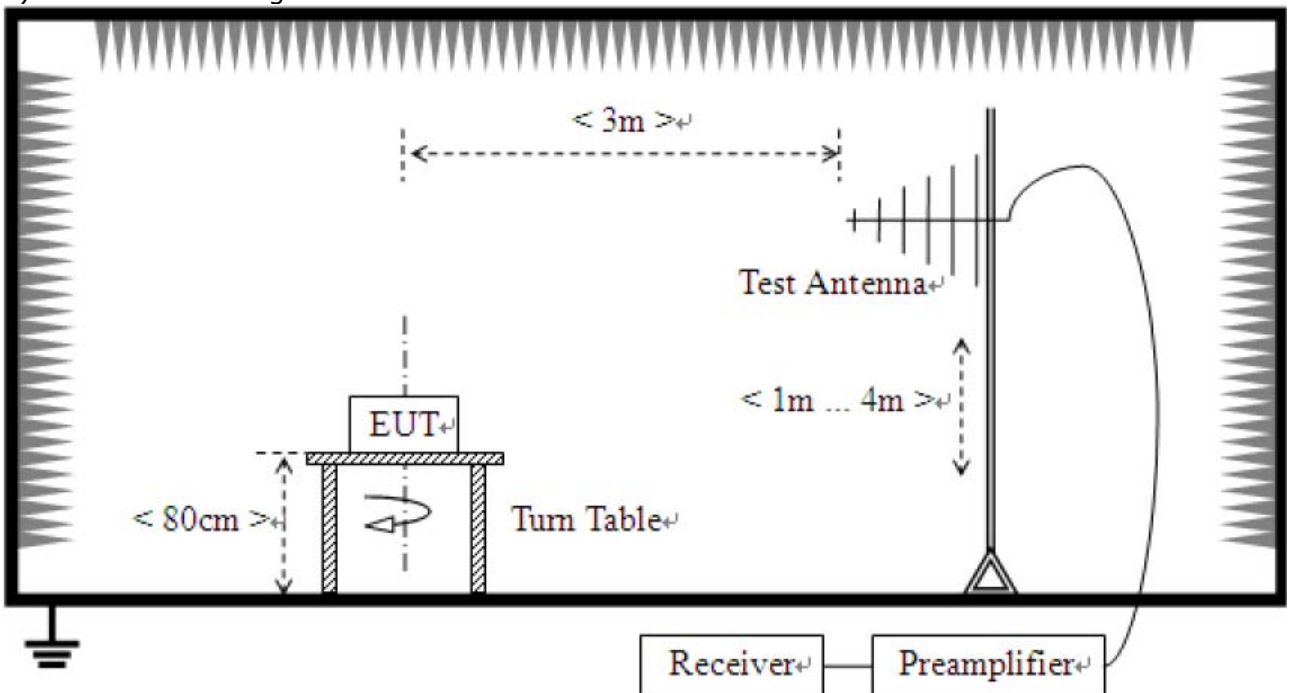 < 3m >↵
Test Antenna↵
< 1m ... 4m >↵
EUT↵
< 80cm >↵
Turn Table↵
Receiver↵
Preamplifier↵